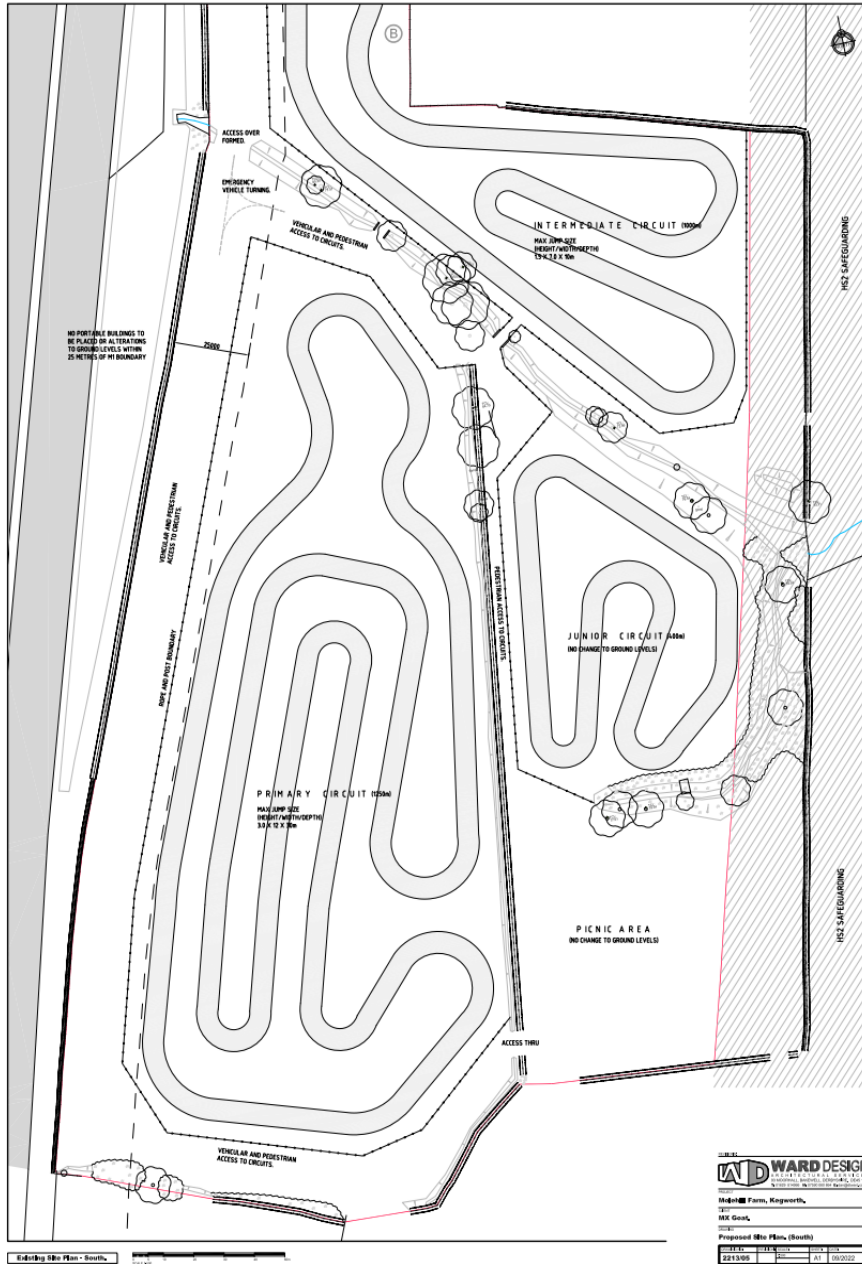 B
ACCESS OVER
FORMED.
EMERGENCY
VEHICLE TURNING.
VEHICULAR AND PEDESTRIAN
ACCESS TO CIRCUITS.
INTERMEDIATE CIRCUIT (1000m)
MAX JUMP SIZE
(HEIGHT/WIDTH/DEPTH)
1.5 X 7.0 X 10m
HS2 SAFEGUARDING
NO PORTABLE BUILDINGS TO
BE PLACED OR ALTERATIONS
TO GROUND LEVELS WITHIN
25 METRES OF M1 BOUNDARY
25000
VEHICULAR AND PEDESTRIAN
ACCESS TO CIRCUITS.
ROPE AND POST BOUNDARY
PEDESTRIAN ACCESS TO CIRCUITS.
JUNIOR CIRCUIT (400m)
(NO CHANGE TO GROUND LEVELS)
PRIMARY CIRCUIT (1250m)
MAX JUMP SIZE
(HEIGHT/WIDTH/DEPTH)
3.0 X 12 X 30m
PICNIC AREA
(NO CHANGE TO GROUND LEVELS)
HS2 SAFEGUARDING
ACCESS THRU
VEHICULAR AND PEDESTRIAN
ACCESS TO CIRCUITS.
WARD DESIGN
ARCHITECTURAL SERVICES
Molehill Farm, Kegworth.
MX Goat.
Proposed Site Plan. (South)
2213/05
A1
09/2022
Existing Site Plan - South.